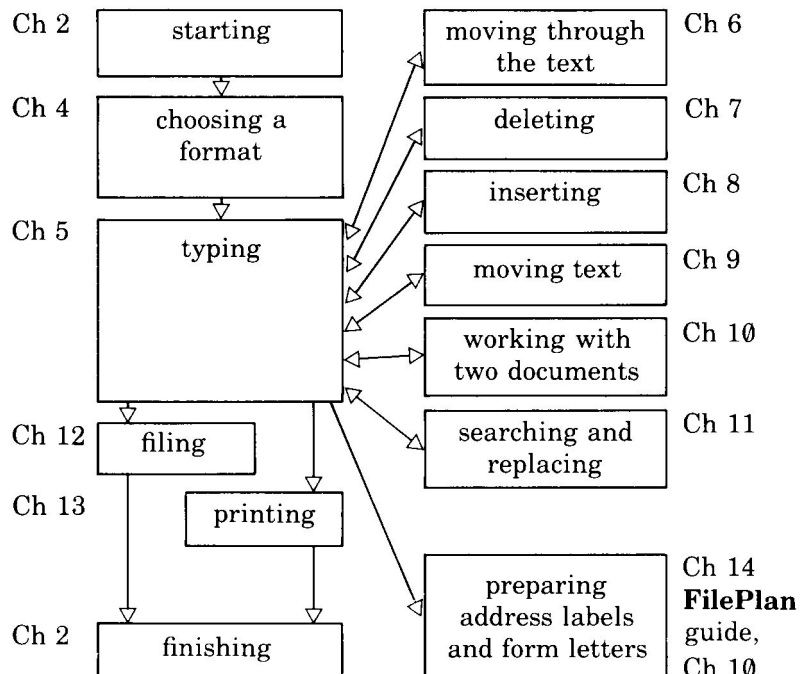 Ch 2
starting
Ch 4
choosing a
format
Ch 5
typing
Ch 12
filing
Ch 13
printing
Ch 2
finishing
moving through
the text
Ch 6
deleting
Ch 7
inserting
Ch 8
moving text
Ch 9
working with
two documents
Ch 10
searching and
replacing
Ch 11
preparing
address labels
and form letters
Ch 14
FilePlan
guide,
Ch 10